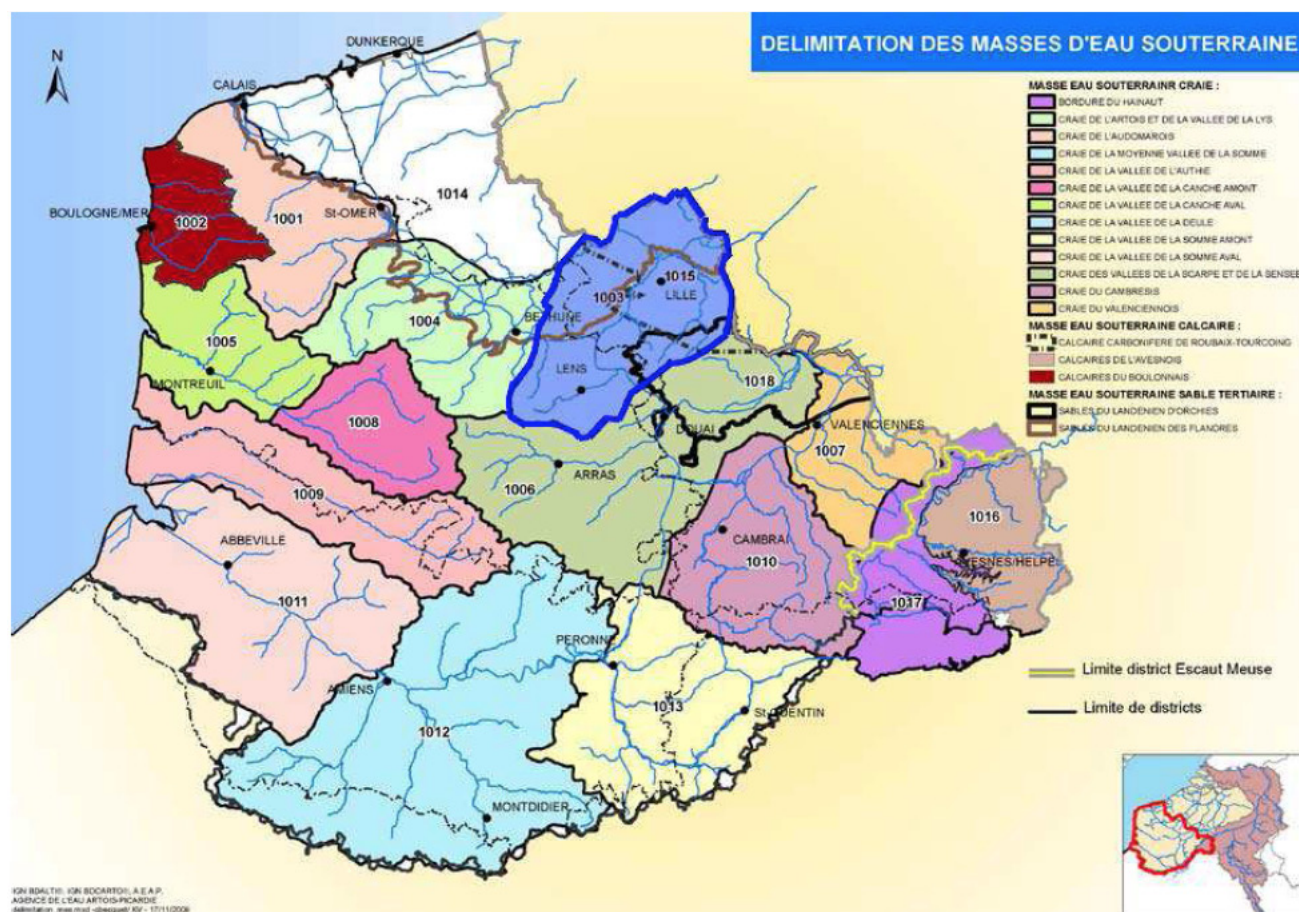 DELIMITATION DES MASSES D'EAU SOUTERRAINE
N
DUNKERQUE
CALAIS
1014
BOULOGNE/MER
1002
1001
St-OMER
1015
1003
LILLE
1004
BETHUNE
1005
MONTREUIL
LENS
1018
1008
DOUAI
VALENCIENNES
1007
1006
ARRAS
1009
1016
ABBEVILLE
CAMBRAI
1010
VESNES/HELPE
1011
1017
PERONNE
AMIENS
1013
St-QUENTIN
1012
MONTDIDIER
MASSE EAU SOUTERRAINR CRAIE :
BORDURE DU HAINAUT
CRAIE DE L'ARTOIS ET DE LA VALLEE DE LA LYS
CRAIE DE L'AUDOMAROIS
CRAIE DE LA MOYENNE VALLEE DE LA SOMME
CRAIE DE LA VALLEE DE L'AUTHIE
CRAIE DE LA VALLEE DE LA CANCHE AMONT
CRAIE DE LA VALLEE DE LA CANCHE AVAL
CRAIE DE LA VALLEE DE LA DEULE
CRAIE DE LA VALLEE DE LA SOMME AMONT
CRAIE DE LA VALLEE DE LA SOMME AVAL
CRAIE DES VALLEES DE LA SCARPE ET DE LA SENSEE
CRAIE DU CAMBRESIS
CRAIE DU VALENCIENNOIS
MASSE EAU SOUTERRAINE CALCAIRE :
CALCAIRE CARBONIFERE DE ROUBAIX-TOURCOING
CALCAIRES DE L'AVESNOIS
CALCAIRES DU BOULONNAIS
MASSE EAU SOUTERRAINE SABLE TERTIAIRE :
SABLES DU LANDENIEN D'ORCHIES
SABLES DU LANDENIEN DES FLANDRES
Limite district Escaut Meuse
Limite de districts
AGENCE DE L'EAU ARTOIS-PICARDIE